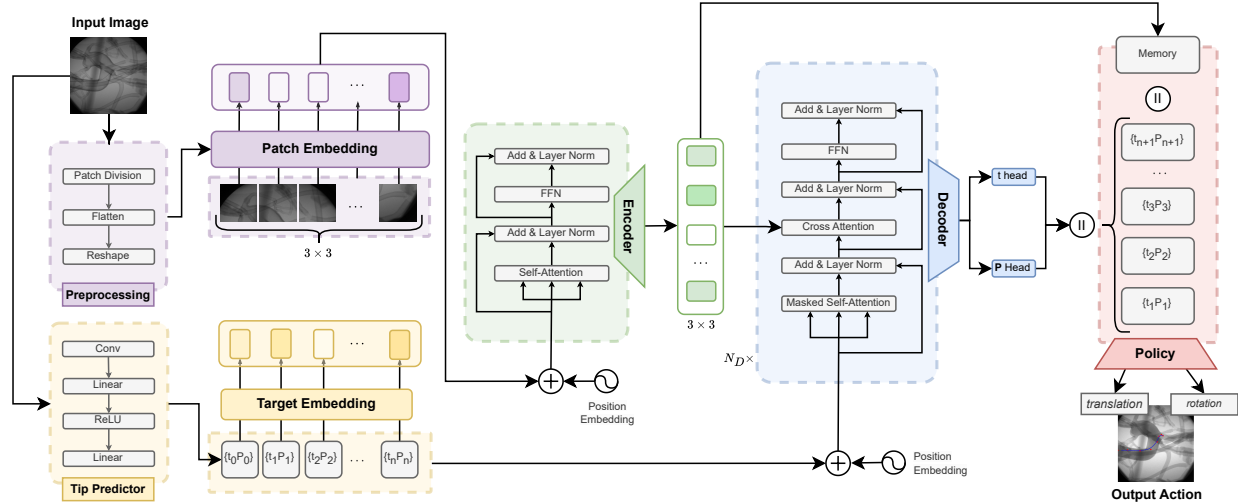 Input Image
Patch Division
Flatten
Reshape
Preprocessing
...
Patch Embedding
...
3 × 3
Conv
Linear
ReLU
Linear
Tip Predictor
...
Target Embedding
{t0P0}
{t1P1}
{t2P2}
...
{tnPn}
Add & Layer Norm
FFN
Add & Layer Norm
Self-Attention
Encoder
Position
Embedding
...
3 × 3
Add & Layer Norm
FFN
Add & Layer Norm
Cross Attention
Add & Layer Norm
Masked Self-Attention
N_D×
Decoder
Position
Embedding
t head
P Head
||
Memory
||
{tn+1Pn+1}
...
{t3P3}
{t2P2}
{t1P1}
Policy
translation
rotation
Output Action